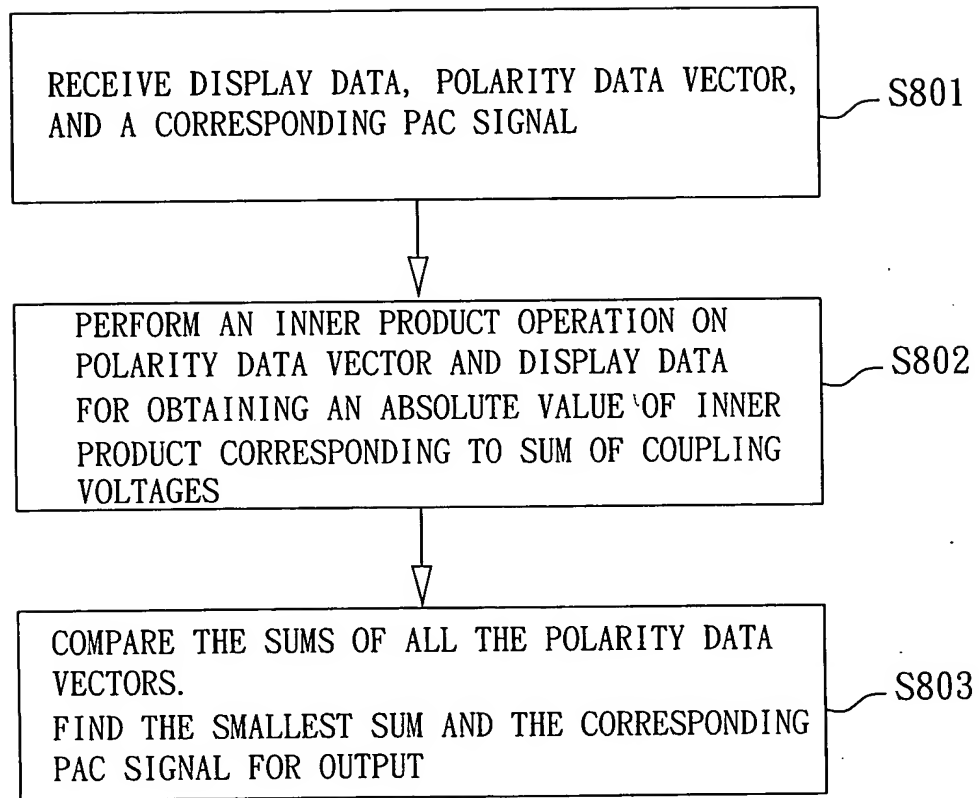 RECEIVE DISPLAY DATA, POLARITY DATA VECTOR,
AND A CORRESPONDING PAC SIGNAL
S801
PERFORM AN INNER PRODUCT OPERATION ON
POLARITY DATA VECTOR AND DISPLAY DATA
FOR OBTAINING AN ABSOLUTE VALUE OF INNER
PRODUCT CORRESPONDING TO SUM OF COUPLING
VOLTAGES
S802
COMPARE THE SUMS OF ALL THE POLARITY DATA
VECTORS.
FIND THE SMALLEST SUM AND THE CORRESPONDING
PAC SIGNAL FOR OUTPUT
S803